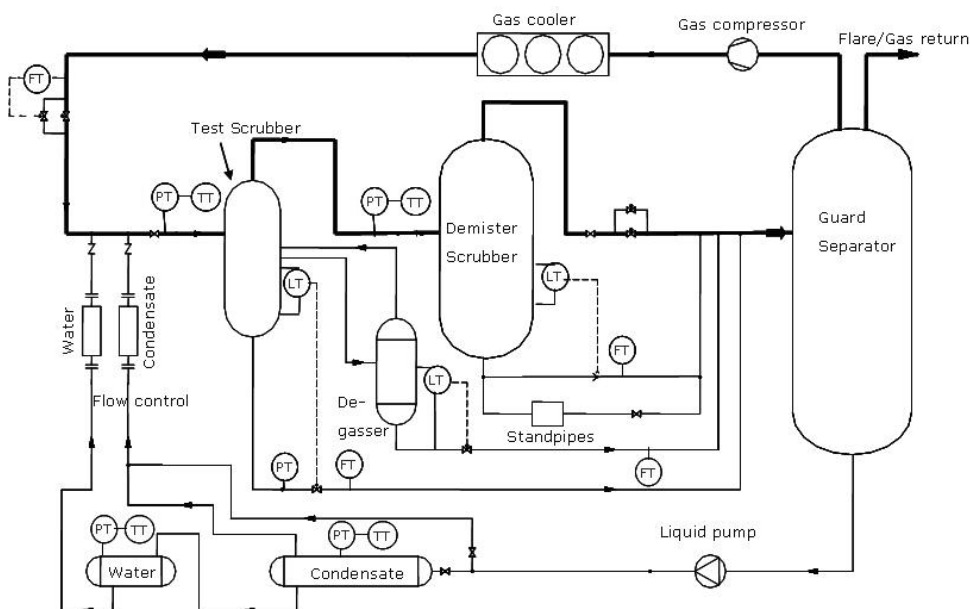 Gas cooler
Gas compressor
Flare/Gas return
FT
Test Scrubber
PT
TT
PT
TT
Demister
Scrubber
Guard
Separator
LT
LT
Water
Condensate
FT
LT
De-
gasser
Flow control
Standpipes
PT
FT
FT
PT
TT
PT
TT
Liquid pump
Water
Condensate